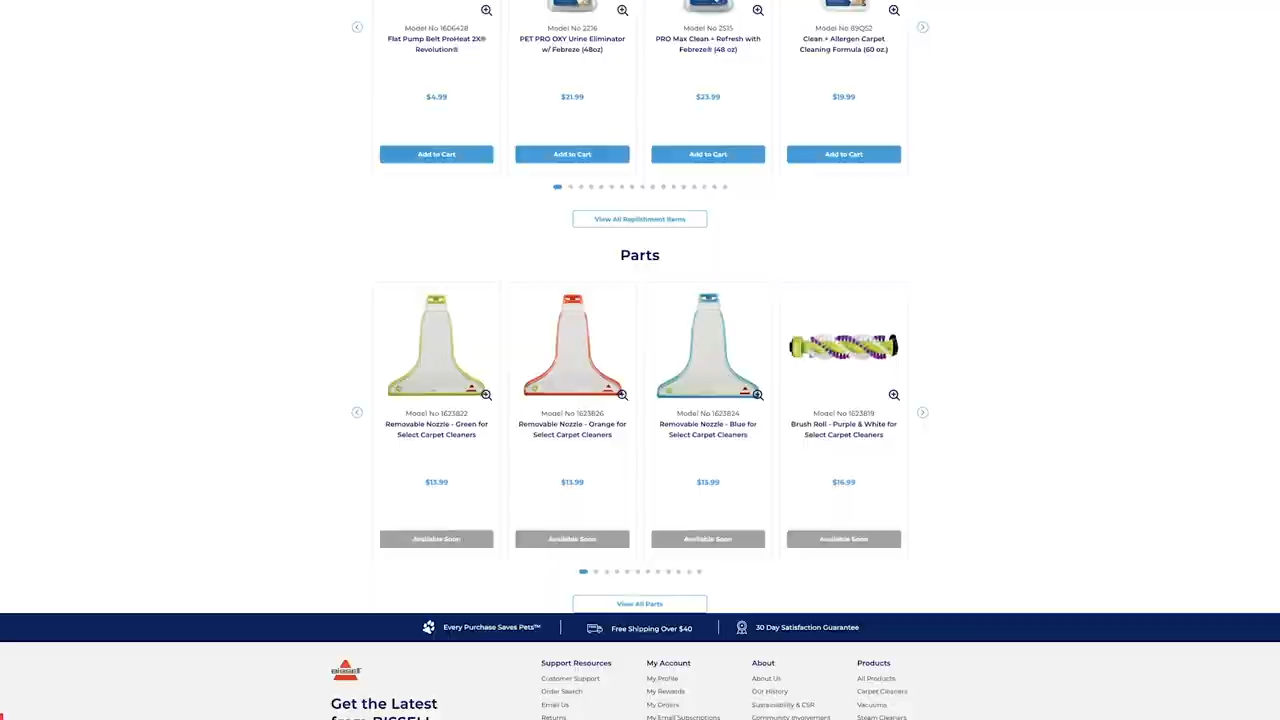 Model No 1606428
Flat Pump Belt ProHeat 2X®
Revolution®
$4.99
Add to Cart
Model No 2216
PET PRO OXY Urine Eliminator
w/ Febreze (48oz)
$21.99
Add to Cart
Model No 2515
PRO Max Clean + Refresh with
Febreze® (48 oz)
$23.99
Add to Cart
Model No 89Q52
Clean + Allergen Carpet
Cleaning Formula (60 oz.)
$19.99
Add to Cart
View All Replishment Items
Parts
Model No 1623822
Removable Nozzle - Green for
Select Carpet Cleaners
$13.99
Available Soon
Model No 1623826
Removable Nozzle - Orange for
Select Carpet Cleaners
$13.99
Available Soon
Model No 1623824
Removable Nozzle - Blue for
Select Carpet Cleaners
$13.99
Available Soon
Model No 1623819
Brush Roll - Purple & White for
Select Carpet Cleaners
$16.99
Available Soon
View All Parts
Every Purchase Saves Pets™
Free Shipping Over $40
30 Day Satisfaction Guarantee
BISSELL
Get the Latest
from BISSELL
Support Resources
Customer Support
Order Search
Email Us
Returns
My Account
My Profile
My Rewards
My Orders
My Email Subscriptions
About
About Us
Our History
Sustainability & CSR
Community Involvement
Products
All Products
Carpet Cleaners
Vacuums
Steam Cleaners